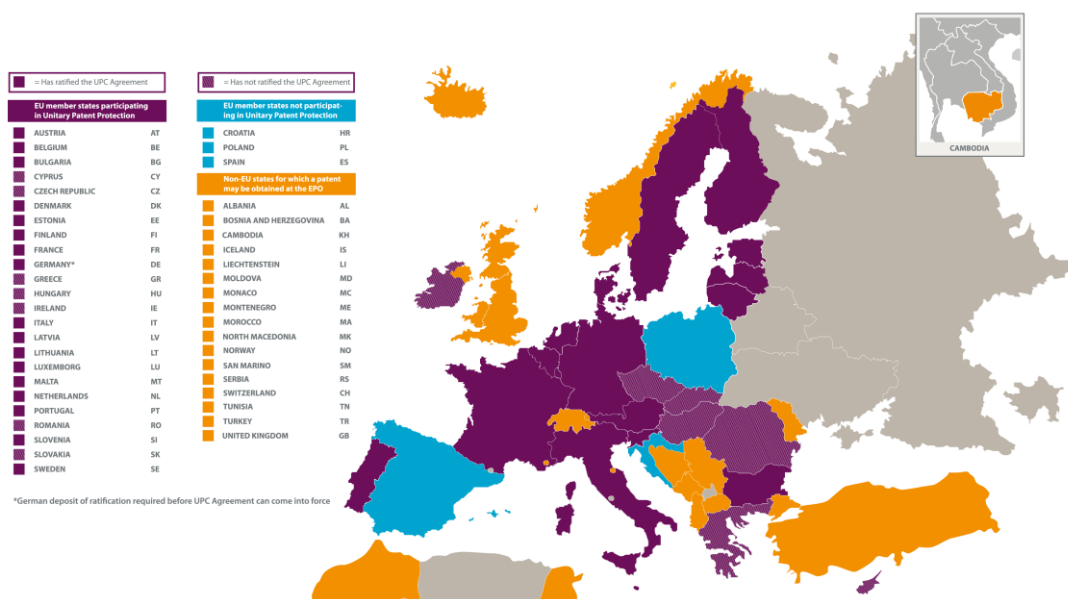 = Has ratified the UPC Agreement
EU member states participating
in Unitary Patent Protection
AUSTRIA AT
BELGIUM BE
BULGARIA BG
CYPRUS CY
CZECH REPUBLIC CZ
DENMARK DK
ESTONIA EE
FINLAND FI
FRANCE FR
GERMANY* DE
GREECE GR
HUNGARY HU
IRELAND IE
ITALY IT
LATVIA LV
LITHUANIA LT
LUXEMBORG LU
MALTA MT
NETHERLANDS NL
PORTUGAL PT
ROMANIA RO
SLOVENIA SI
SLOVAKIA SK
SWEDEN SE
= Has not ratified the UPC Agreement
EU member states not participat-
ing in Unitary Patent Protection
CROATIA HR
POLAND PL
SPAIN ES
Non-EU states for which a patent
may be obtained at the EPO
ALBANIA AL
BOSNIA AND HERZEGOVINA BA
CAMBODIA KH
ICELAND IS
LIECHTENSTEIN LI
MOLDOVA MD
MONACO MC
MONTENEGRO ME
MOROCCO MA
NORTH MACEDONIA MK
NORWAY NO
SAN MARINO SM
SERBIA RS
SWITZERLAND CH
TUNISIA TN
TURKEY TR
UNITED KINGDOM GB
*German deposit of ratification required before UPC Agreement can come into force
CAMBODIA